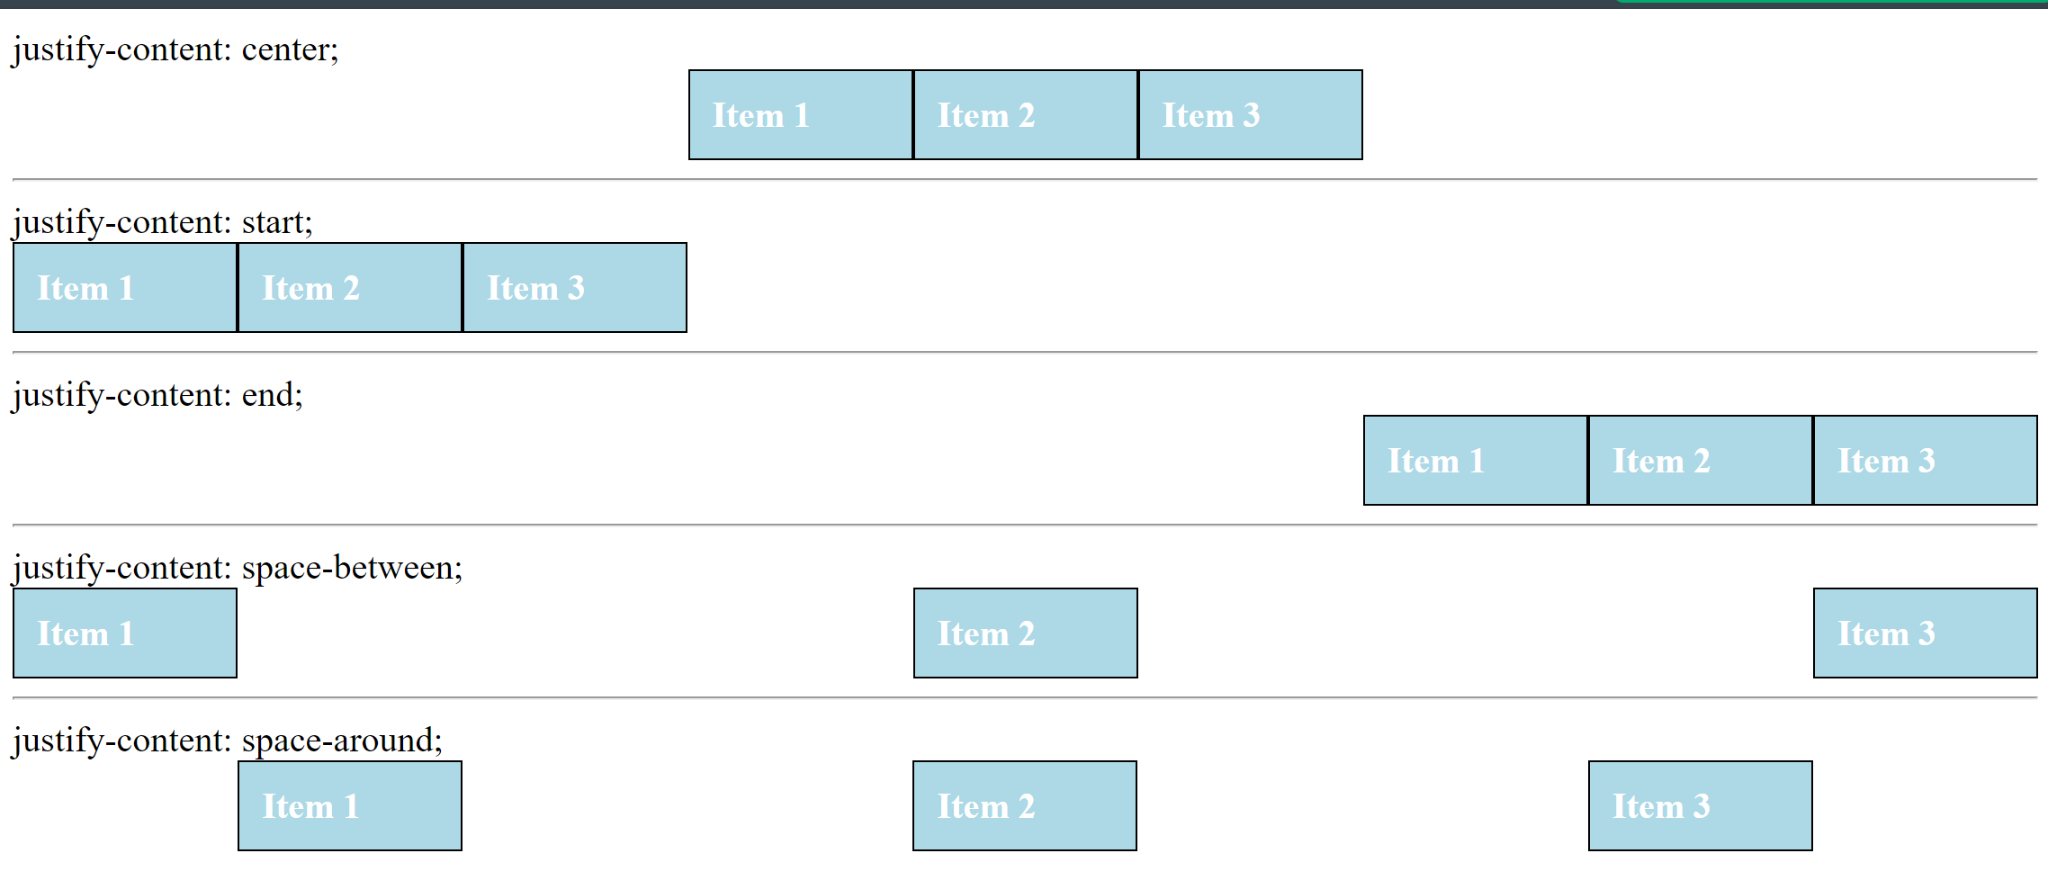 justify-content: center;
Item 1 Item 2 Item 3
justify-content: start;
Item 1 Item 2 Item 3
justify-content: end;
Item 1 Item 2 Item 3
justify-content: space-between;
Item 1 Item 2 Item 3
justify-content: space-around;
Item 1 Item 2 Item 3